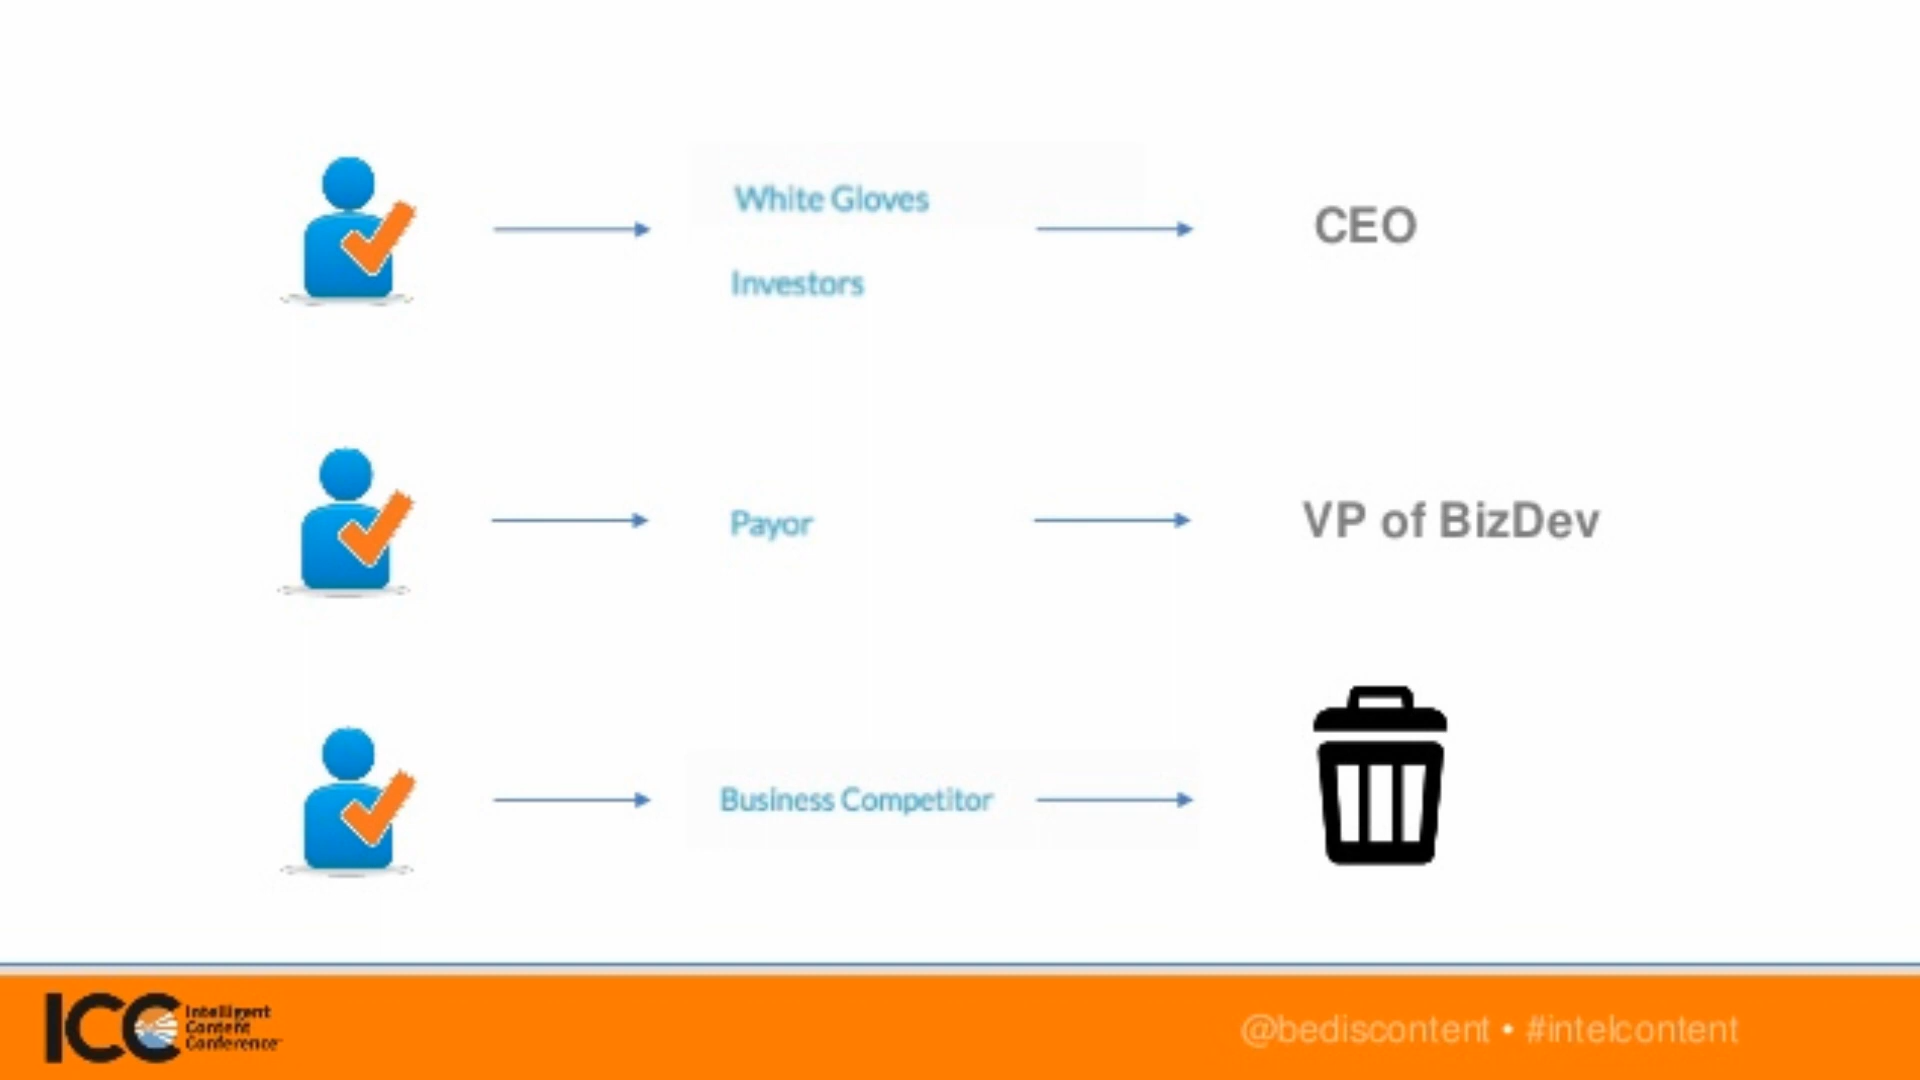 White Gloves
Investors
CEO
Payor
VP of BizDev
Business Competitor
ICC
Intelligent
Content
Conference
@bediscontent • #intelcontent